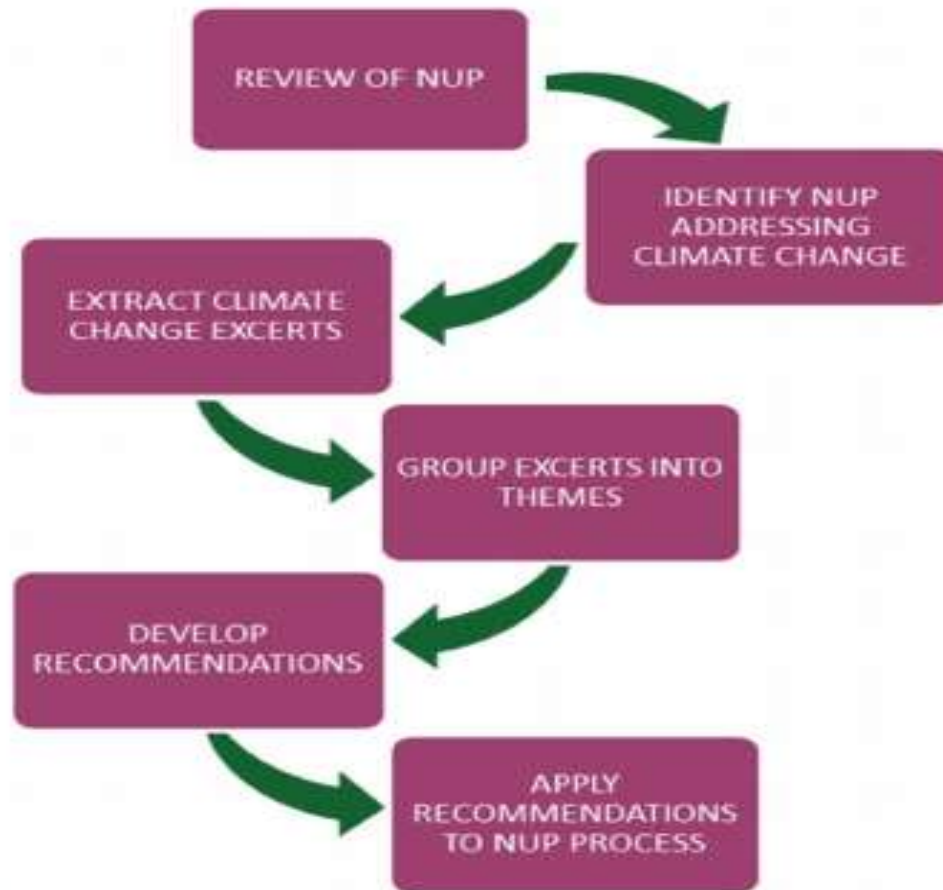 REVIEW OF NUP
IDENTIFY NUP
ADDRESSING
CLIMATE CHANGE
EXTRACT CLIMATE
CHANGE EXCERTS
GROUP EXCERTS INTO
THEMES
DEVELOP
RECOMMENDATIONS
APPLY
RECOMMENDATIONS
TO NUP PROCESS